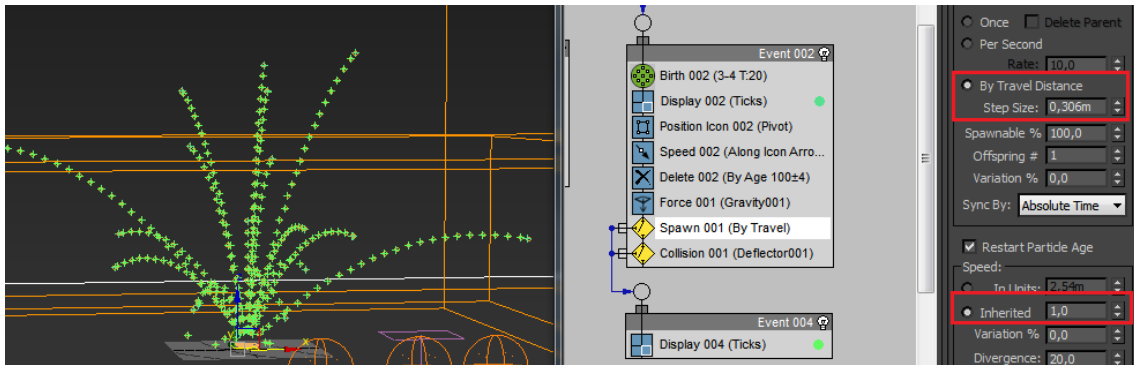 Event 002
Birth 002 (3-4 T:20)
Display 002 (Ticks)
Position Icon 002 (Pivot)
Speed 002 (Along Icon Arro...
Delete 002 (By Age 100±4)
Force 001 (Gravity001)
Spawn 001 (By Travel)
Collision 001 (Deflector001)
Event 004
Display 004 (Ticks)
Once Delete Parent
Per Second
Rate: 10,0
By Travel Distance
Step Size: 0,306m
Spawnable % 100,0
Offspring # 1
Variation % 0,0
Sync By: Absolute Time
Restart Particle Age
Speed:
In Units: 2,54m
Inherited 1,0
Variation % 0,0
Divergence: 20,0